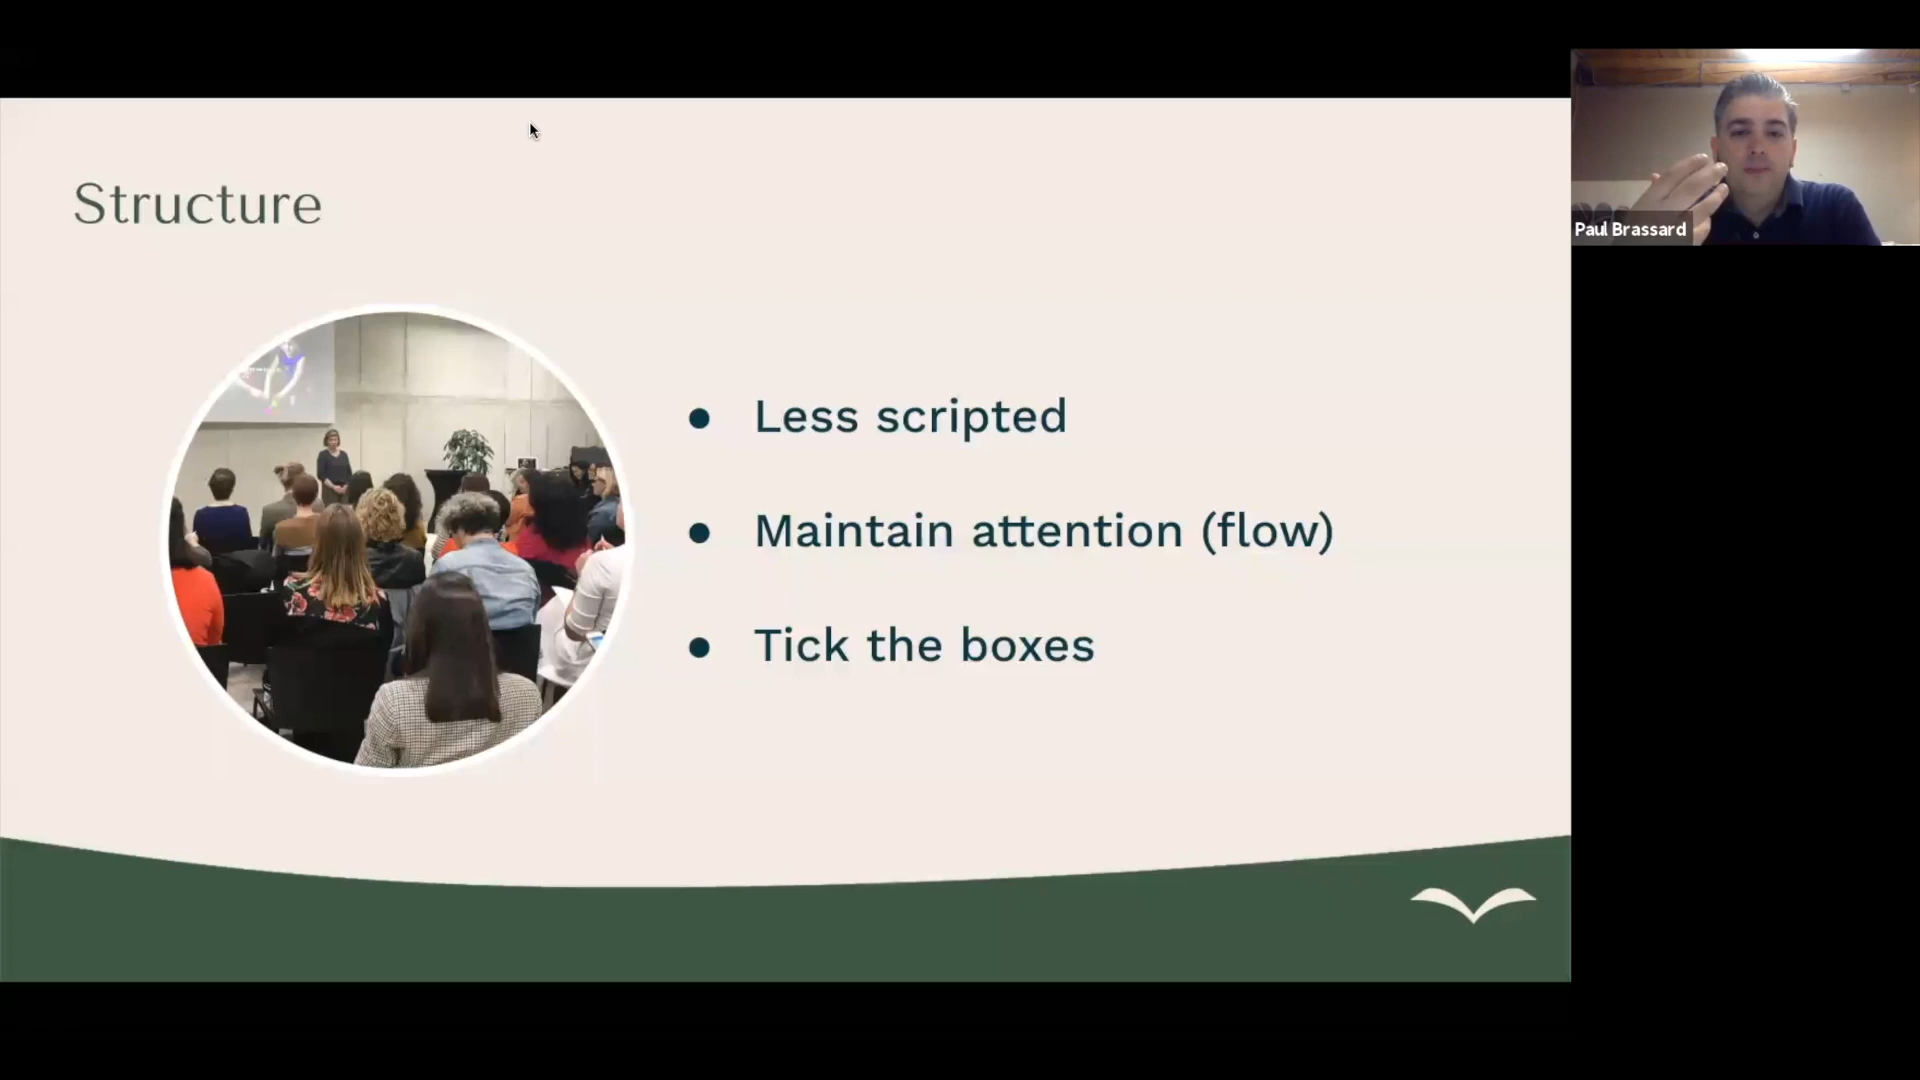 Structure
● Less scripted
● Maintain attention (flow)
● Tick the boxes
Paul Brassard